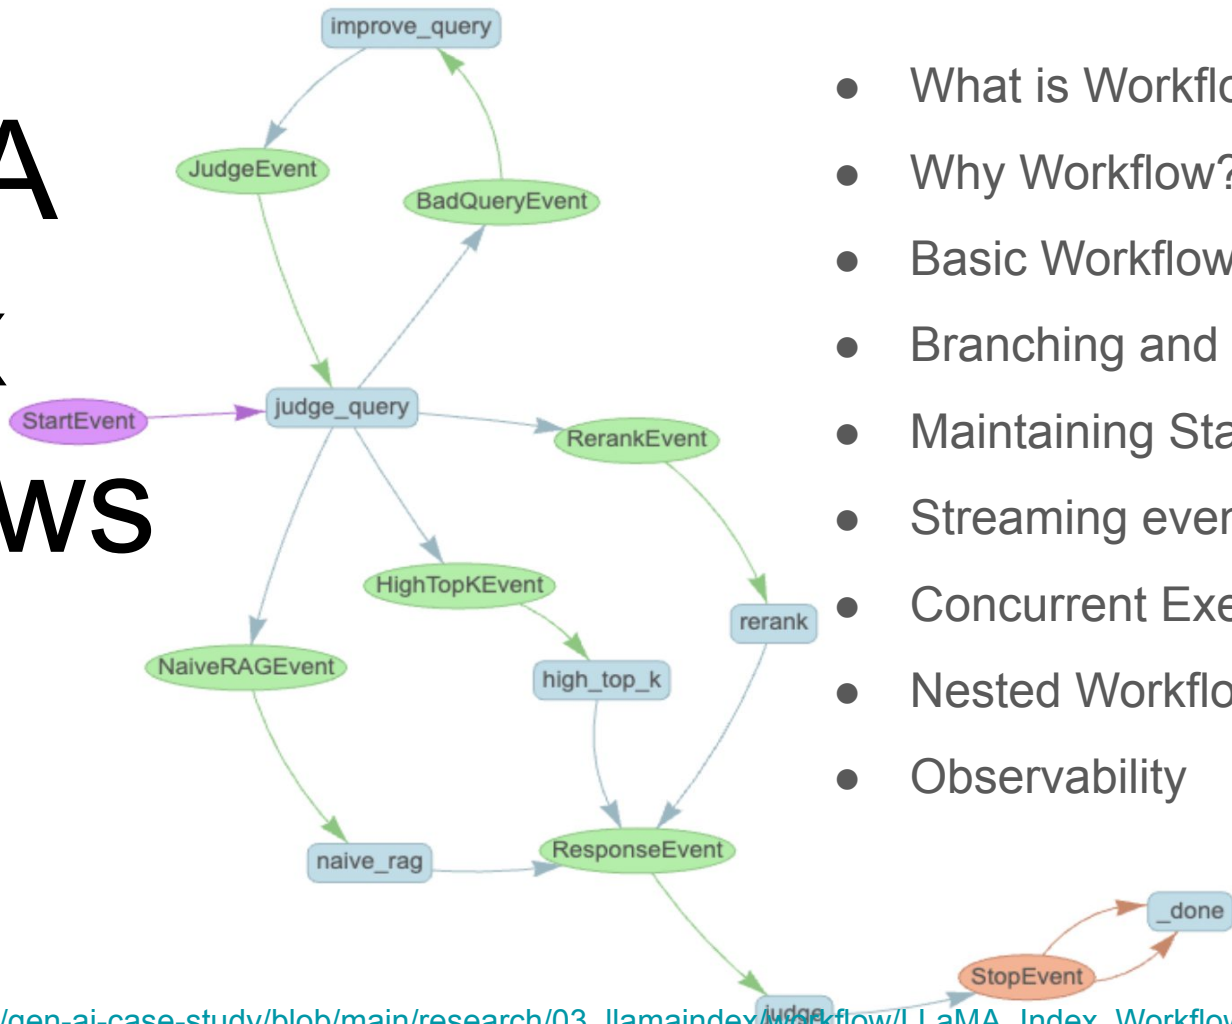 A
x
ws
improve_query
JudgeEvent
BadQueryEvent
StartEvent
judge_query
RerankEvent
HighTopKEvent
rerank
NaiveRAGEvent
high_top_k
naive_rag
ResponseEvent
_done
StopEvent
judge
● What is Workflo
● Why Workflow?
● Basic Workflow
● Branching and
● Maintaining Sta
● Streaming even
● Concurrent Exe
● Nested Workflo
● Observability
/gen-ai-case-study/blob/main/research/03_llamaindex/workflow/LLaMA_Index_Workflow